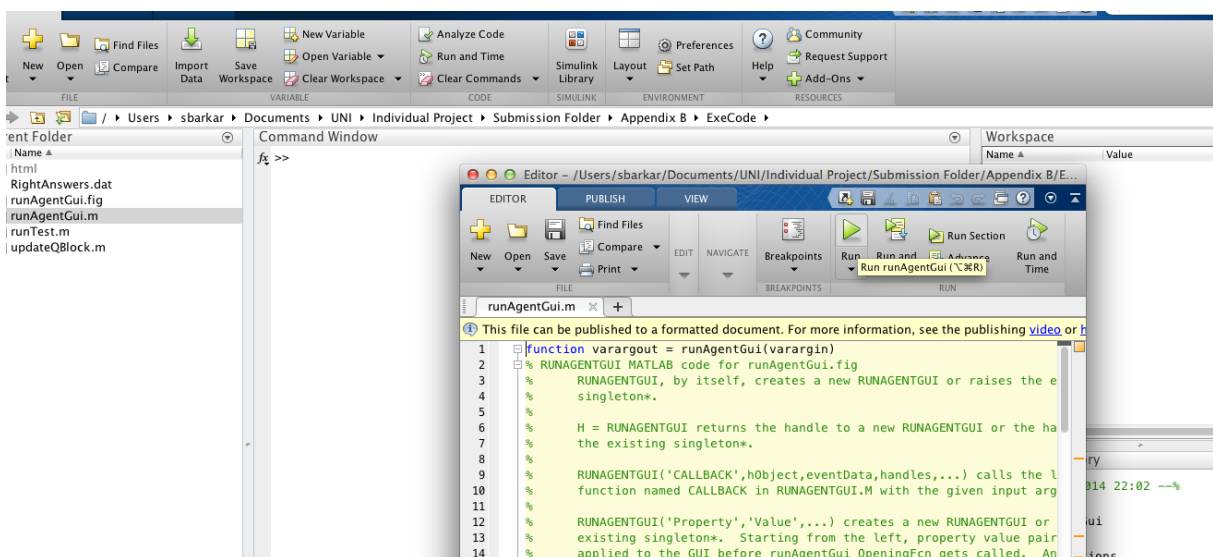 New Variable
Analyze Code
Community
Find Files
Open Variable
Run and Time
Preferences
Request Support
New
Open
Compare
Import
Data
Save
Workspace
Clear Workspace
Clear Commands
Simulink
Library
Layout
Set Path
Help
Add-Ons
FILE
VARIABLE
CODE
SIMULINK
ENVIRONMENT
RESOURCES
/ Users sbarkar Documents UNI Individual Project Submission Folder Appendix B ExeCode
rent Folder
Command Window
Workspace
Name
Name
Value
fx >>
html
RightAnswers.dat
runAgentGui.fig
runAgentGui.m
runTest.m
updateQBlock.m
Editor – /Users/sbarkar/Documents/UNI/Individual Project/Submission Folder/Appendix B/E...
EDITOR
PUBLISH
VIEW
Find Files
Compare
Print
New
Open
Save
EDIT
NAVIGATE
Breakpoints
Run
Run and
Run Section
Advance
Run and
Time
Run runAgentGui (⌥⌘R)
FILE
BREAKPOINTS
RUN
runAgentGui.m
This file can be published to a formatted document. For more information, see the publishing video or h
1 function varargout = runAgentGui(varargin)
2 % RUNAGENTGUI MATLAB code for runAgentGui.fig
3 % RUNAGENTGUI, by itself, creates a new RUNAGENTGUI or raises the e
4 % singleton*.
5 %
6 % H = RUNAGENTGUI returns the handle to a new RUNAGENTGUI or the ha
7 % the existing singleton*.
8 %
9 % RUNAGENTGUI('CALLBACK',hObject,eventData,handles,...) calls the l
10 % function named CALLBACK in RUNAGENTGUI.M with the given input arg
11 %
12 % RUNAGENTGUI('Property','Value',...) creates a new RUNAGENTGUI or
13 % existing singleton*. Starting from the left, property value pair
14 % applied to the GUI before runAgentGui_OpeningFcn gets called. An
ry
014 22:02 --%
ui
ions